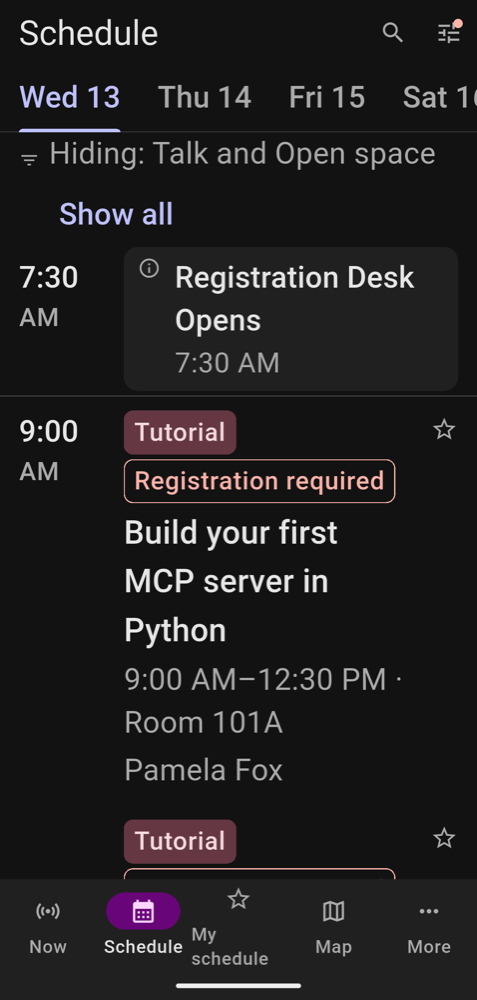 Schedule
Wed 13
Thu 14
Fri 15
Sat 16
Hiding: Talk and Open space
Show all
7:30
AM
Registration Desk
Opens
7:30 AM
9:00
AM
Tutorial
Registration required
Build your first
MCP server in
Python
9:00 AM–12:30 PM ·
Room 101A
Pamela Fox
Tutorial
Now
Schedule
My
schedule
Map
More